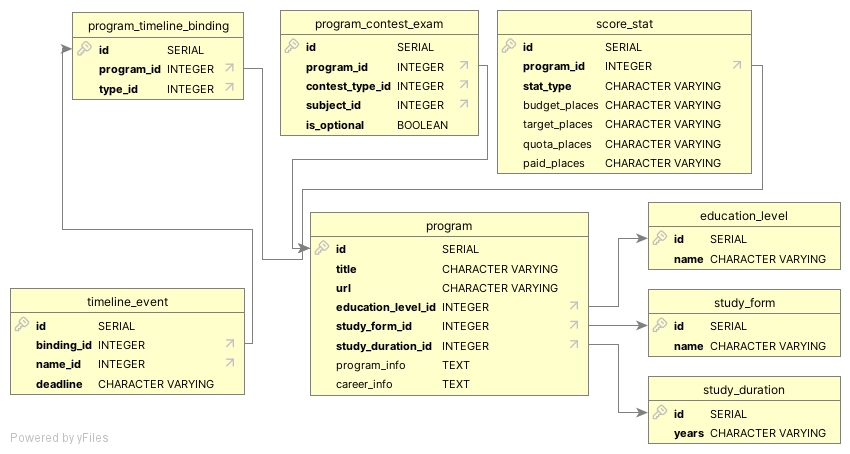 program_timeline_binding
id SERIAL
program_id INTEGER
type_id INTEGER
program_contest_exam
id SERIAL
program_id INTEGER
contest_type_id INTEGER
subject_id INTEGER
is_optional BOOLEAN
score_stat
id SERIAL
program_id INTEGER
stat_type CHARACTER VARYING
budget_places CHARACTER VARYING
target_places CHARACTER VARYING
quota_places CHARACTER VARYING
paid_places CHARACTER VARYING
program
id SERIAL
title CHARACTER VARYING
url CHARACTER VARYING
education_level_id INTEGER
study_form_id INTEGER
study_duration_id INTEGER
program_info TEXT
career_info TEXT
education_level
id SERIAL
name CHARACTER VARYING
timeline_event
id SERIAL
binding_id INTEGER
name_id INTEGER
deadline CHARACTER VARYING
study_form
id SERIAL
name CHARACTER VARYING
study_duration
id SERIAL
years CHARACTER VARYING
Powered by yFiles